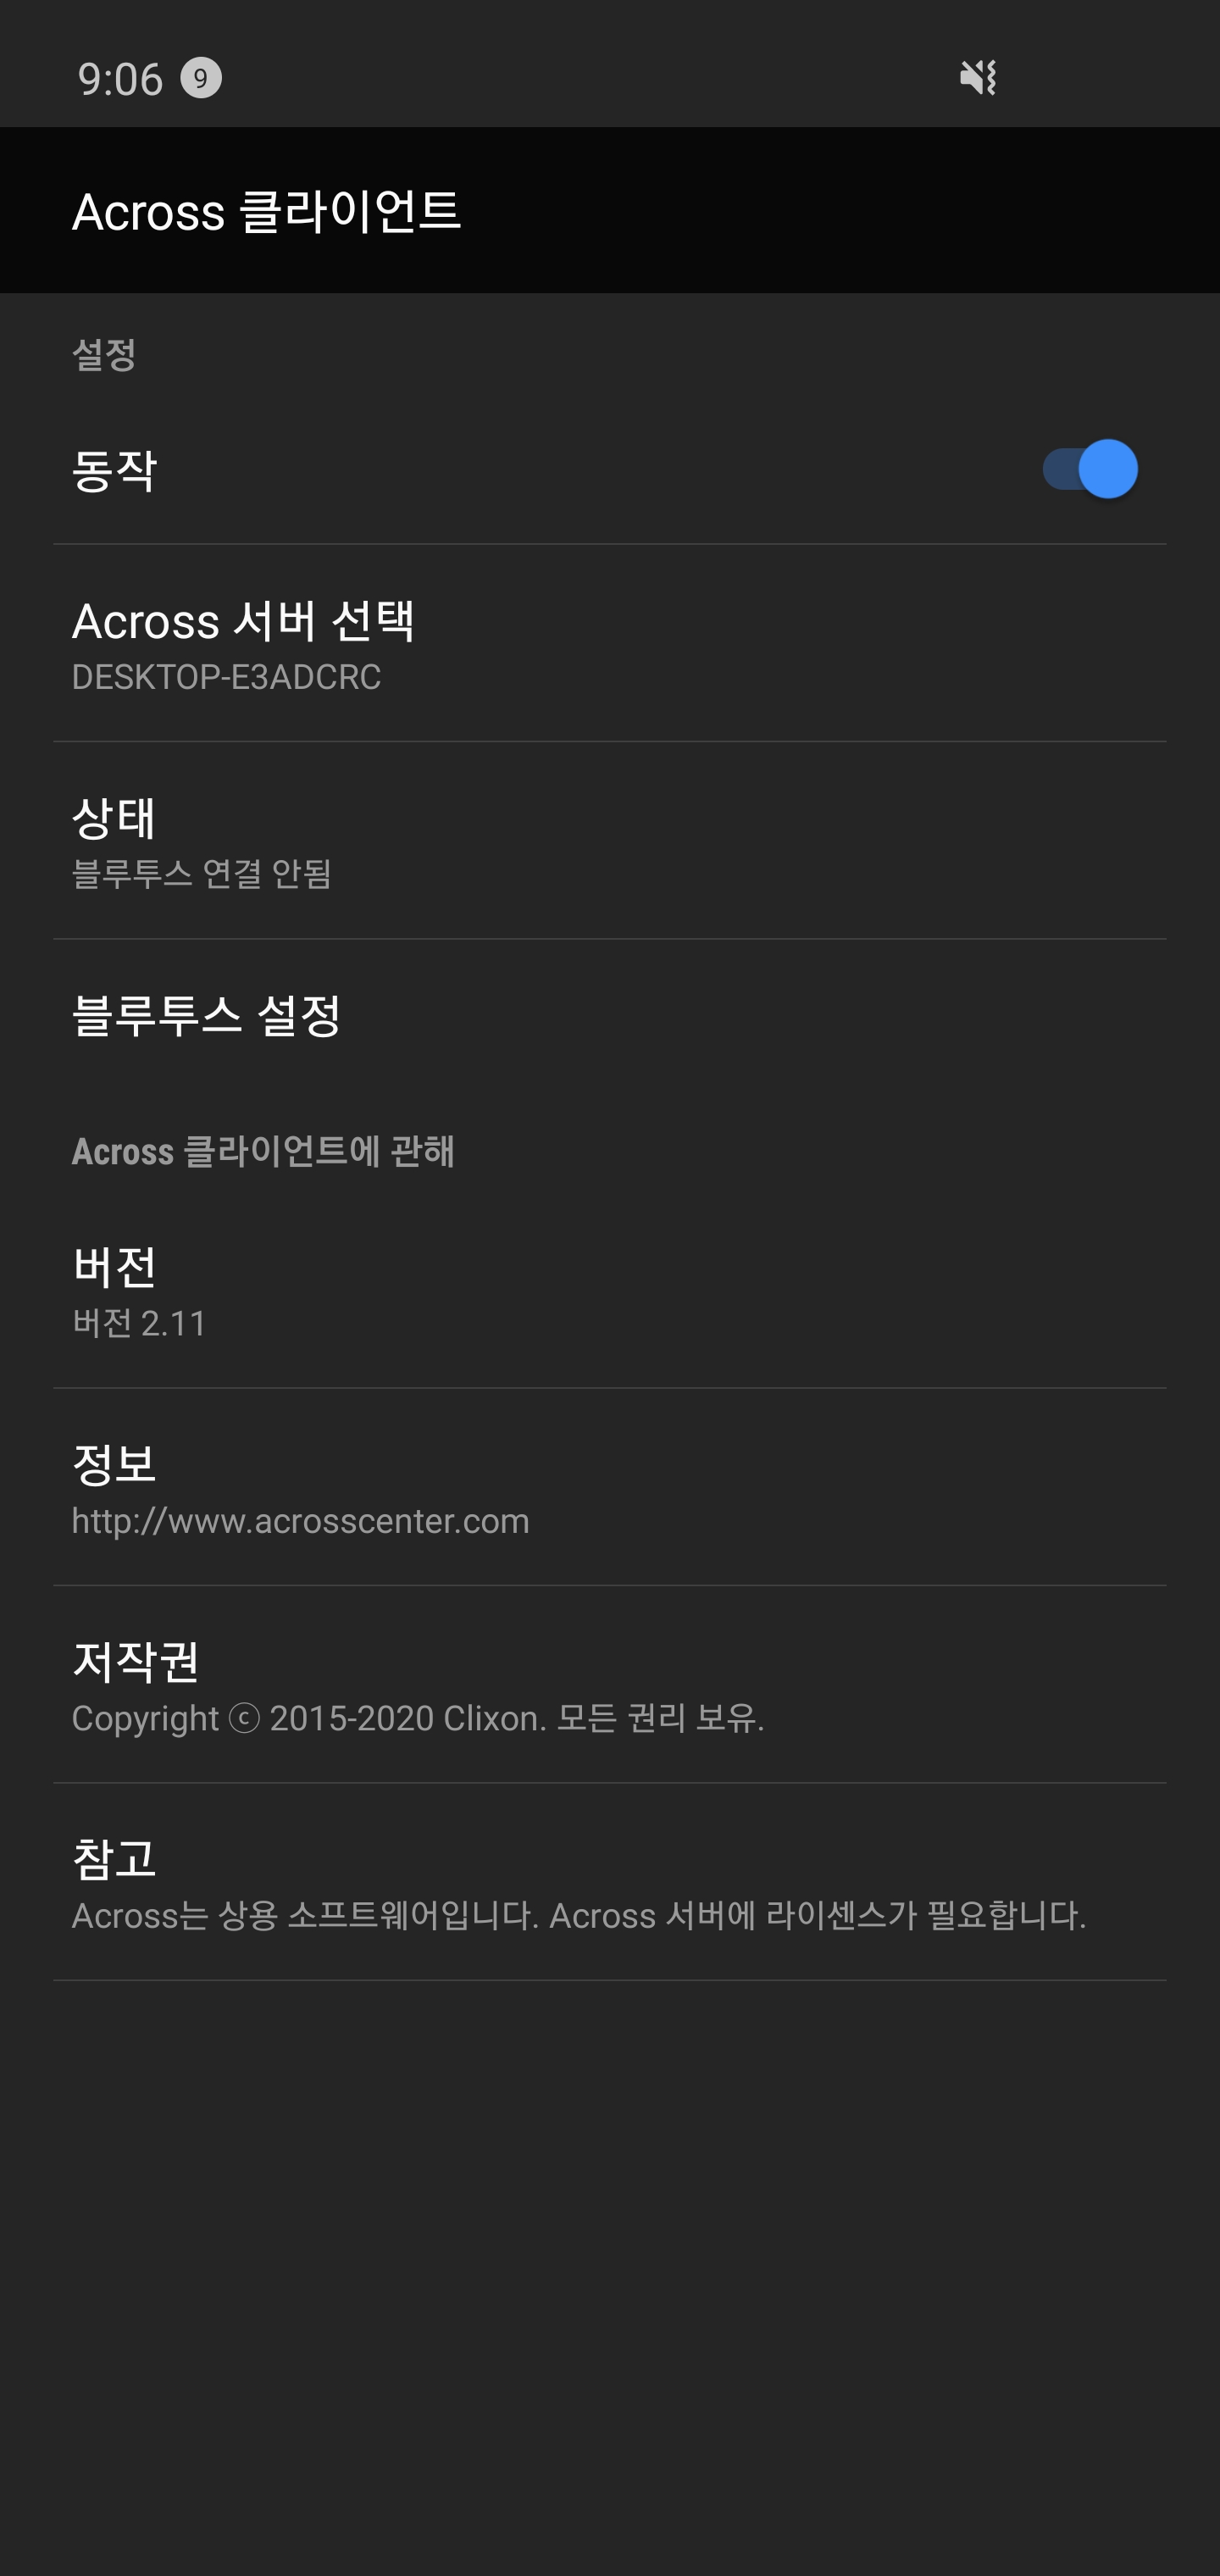 9:06 9
Across 클라이언트
설정
동작
Across 서버 선택
DESKTOP-E3ADCRC
상태
블루투스 연결 안됨
블루투스 설정
Across 클라이언트에 관해
버전
버전 2.11
정보
http://www.acrosscenter.com
저작권
Copyright ⓒ 2015-2020 Clixon. 모든 권리 보유.
참고
Across는 상용 소프트웨어입니다. Across 서버에 라이센스가 필요합니다.